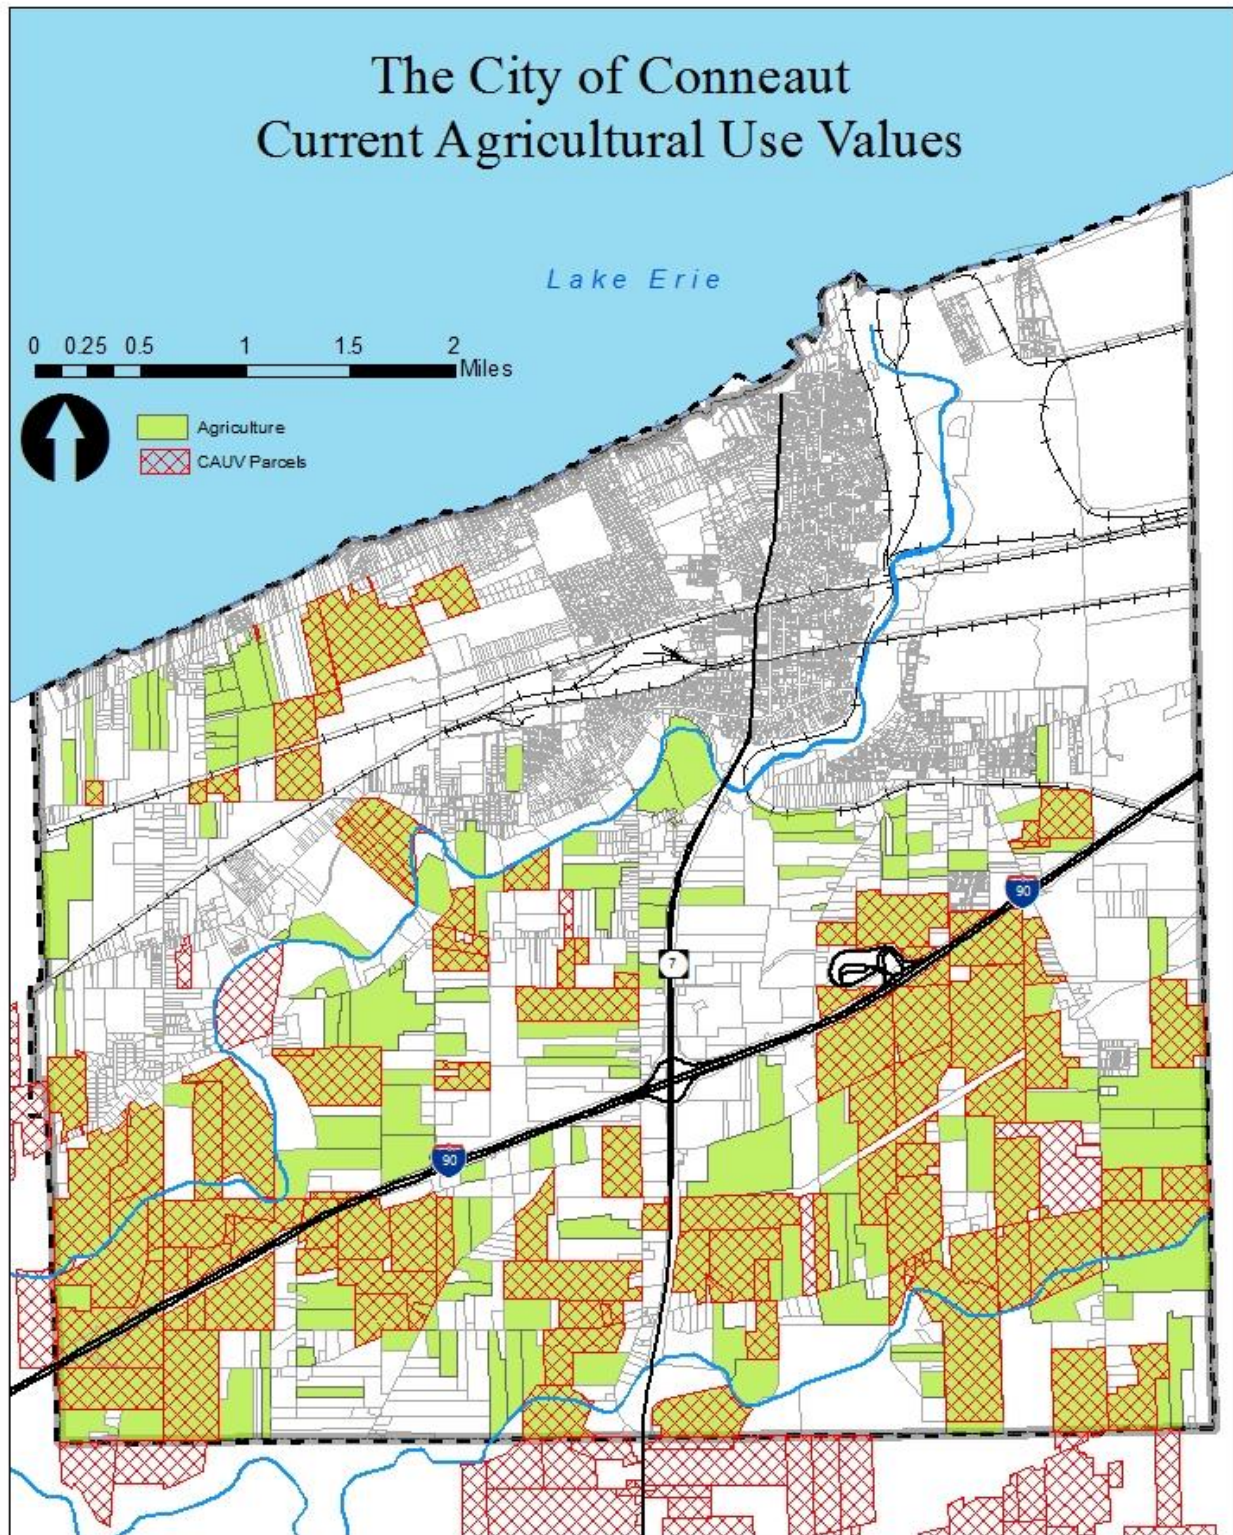 The City of Conneaut
Current Agricultural Use Values
Lake Erie
0 0.25 0.5 1 1.5 2
Miles
Agriculture
CAUV Parcels
90
7
90